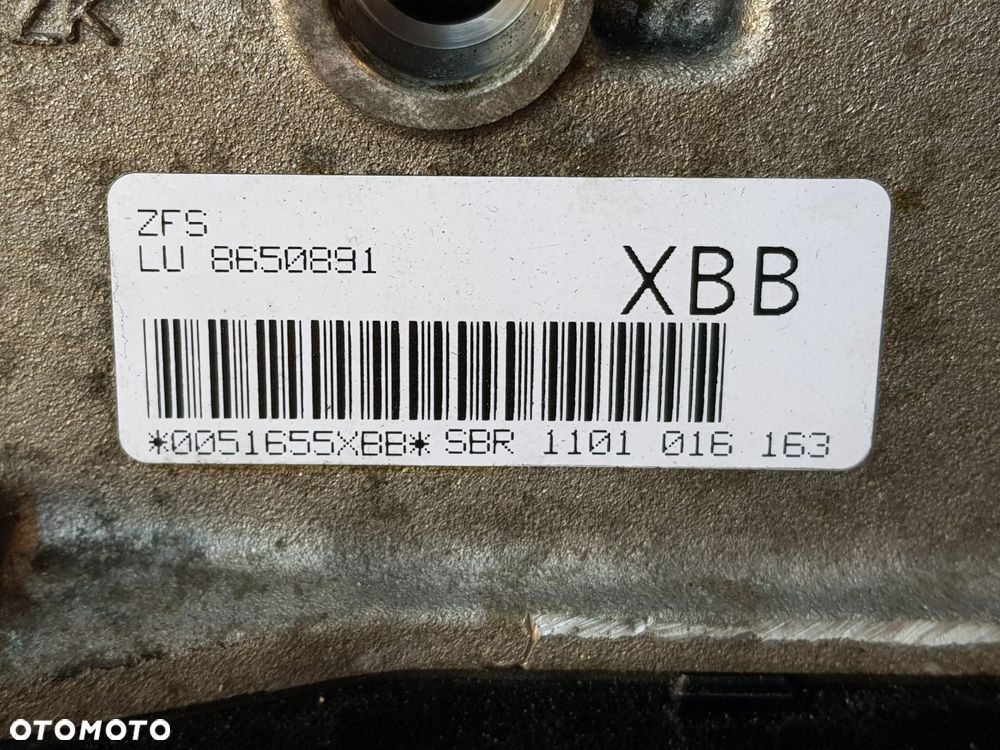 ZFS
LU 8650891
XBB
*0051655XBB* SBR 1101 016 163
OTOMOTO